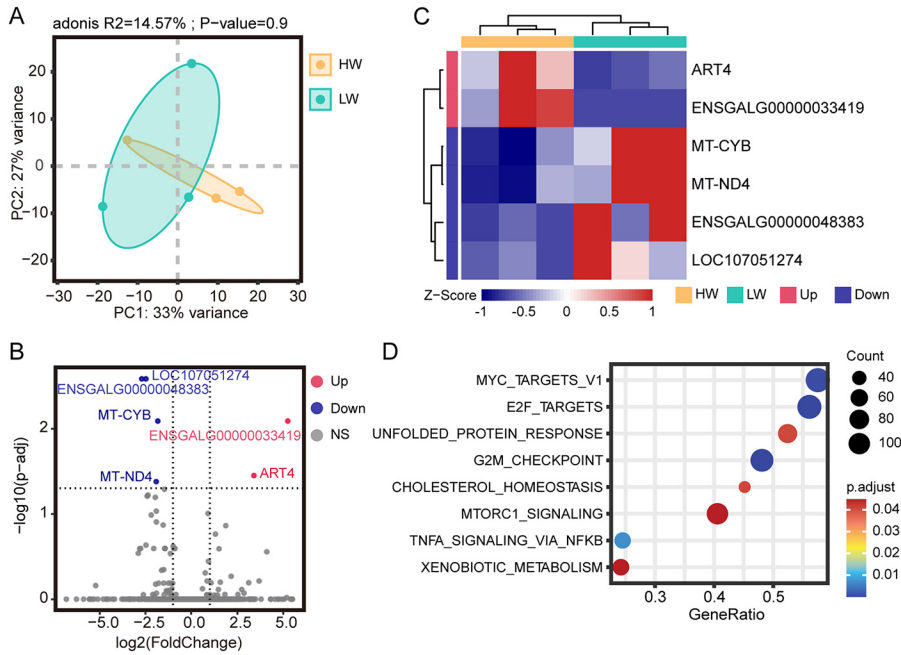 A
adonis R2=14.57% ; P-value=0.9
PC2: 27% variance
20
10
0
−10
−20
−30 −20 −10 0 10 20 30
PC1: 33% variance
HW
LW
B
−log10(p-adj)
2
1
0
LOC107051274
ENSGALG00000048383
MT-CYB
ENSGALG00000033419
MT-ND4
ART4
−5.0 −2.5 0 2.5 5.0
log2(FoldChange)
Up
Down
NS
C
ART4
ENSGALG00000033419
MT-CYB
MT-ND4
ENSGALG00000048383
LOC107051274
Z-Score
-1 -0.5 0 0.5 1
HW LW Up Down
D
MYC_TARGETS_V1
E2F_TARGETS
UNFOLDED_PROTEIN_RESPONSE
G2M_CHECKPOINT
CHOLESTEROL_HOMEOSTASIS
MTORC1_SIGNALING
TNFA_SIGNALING_VIA_NFKB
XENOBIOTIC_METABOLISM
0.3 0.4 0.5
GeneRatio
Count
40
60
80
100
p.adjust
0.04
0.03
0.02
0.01